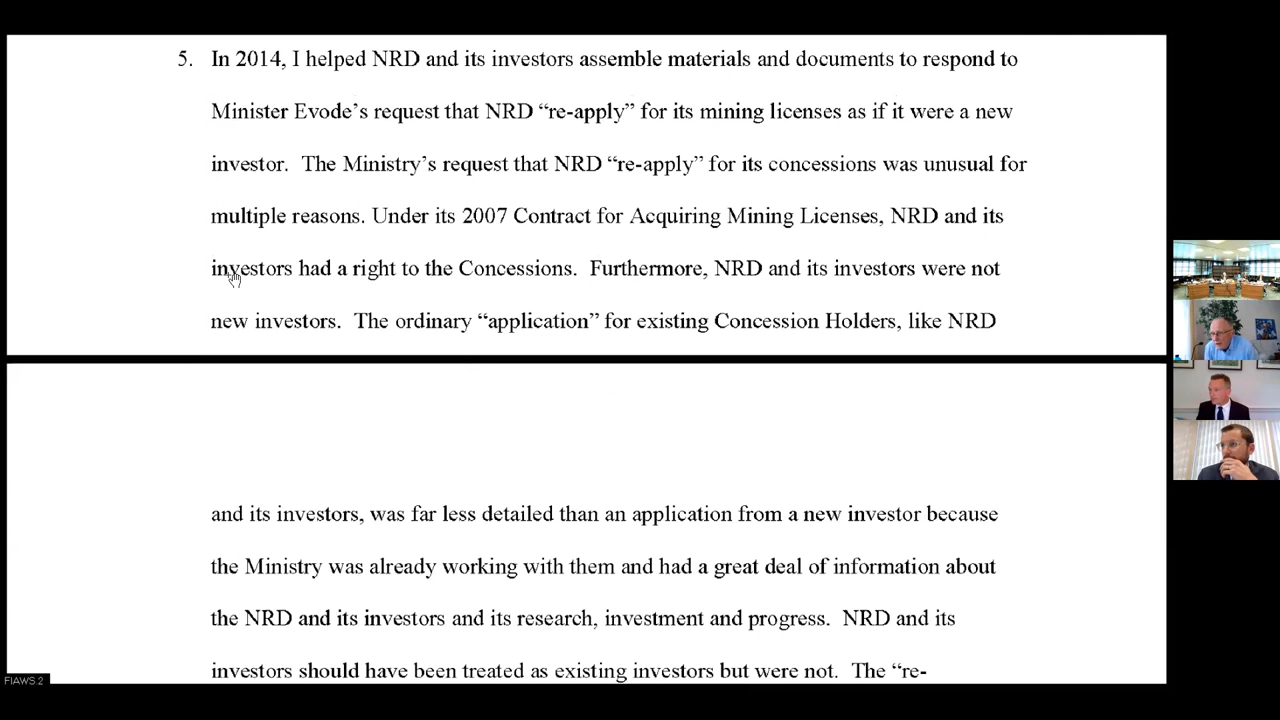 5. In 2014, I helped NRD and its investors assemble materials and documents to respond to
Minister Evode’s request that NRD “re-apply” for its mining licenses as if it were a new
investor. The Ministry’s request that NRD “re-apply” for its concessions was unusual for
multiple reasons. Under its 2007 Contract for Acquiring Mining Licenses, NRD and its
investors had a right to the Concessions. Furthermore, NRD and its investors were not
new investors. The ordinary “application” for existing Concession Holders, like NRD
and its investors, was far less detailed than an application from a new investor because
the Ministry was already working with them and had a great deal of information about
the NRD and its investors and its research, investment and progress. NRD and its
investors should have been treated as existing investors but were not. The “re-
FIAWS.2